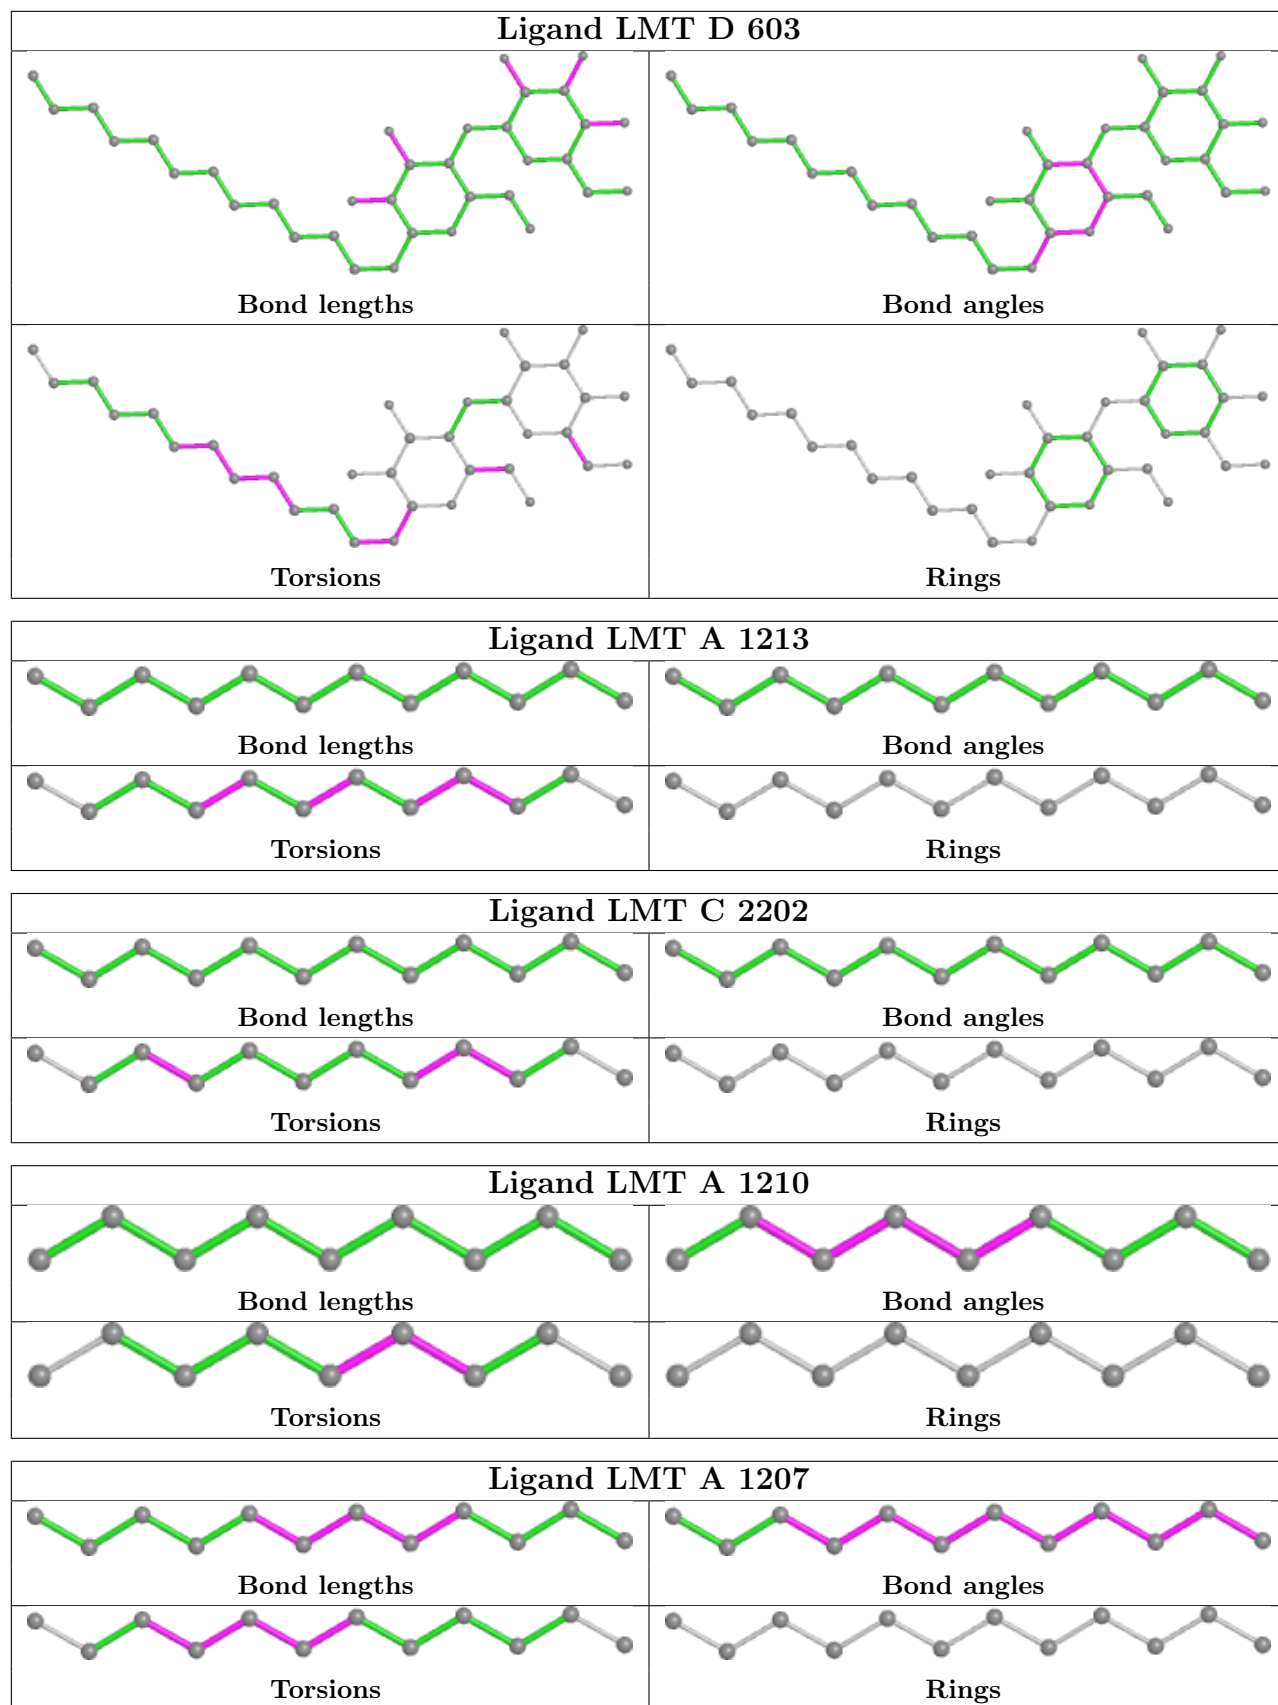 Ligand LMT D 603
Bond lengths
Bond angles
Torsions
Rings
Ligand LMT A 1213
Bond lengths
Bond angles
Torsions
Rings
Ligand LMT C 2202
Bond lengths
Bond angles
Torsions
Rings
Ligand LMT A 1210
Bond lengths
Bond angles
Torsions
Rings
Ligand LMT A 1207
Bond lengths
Bond angles
Torsions
Rings